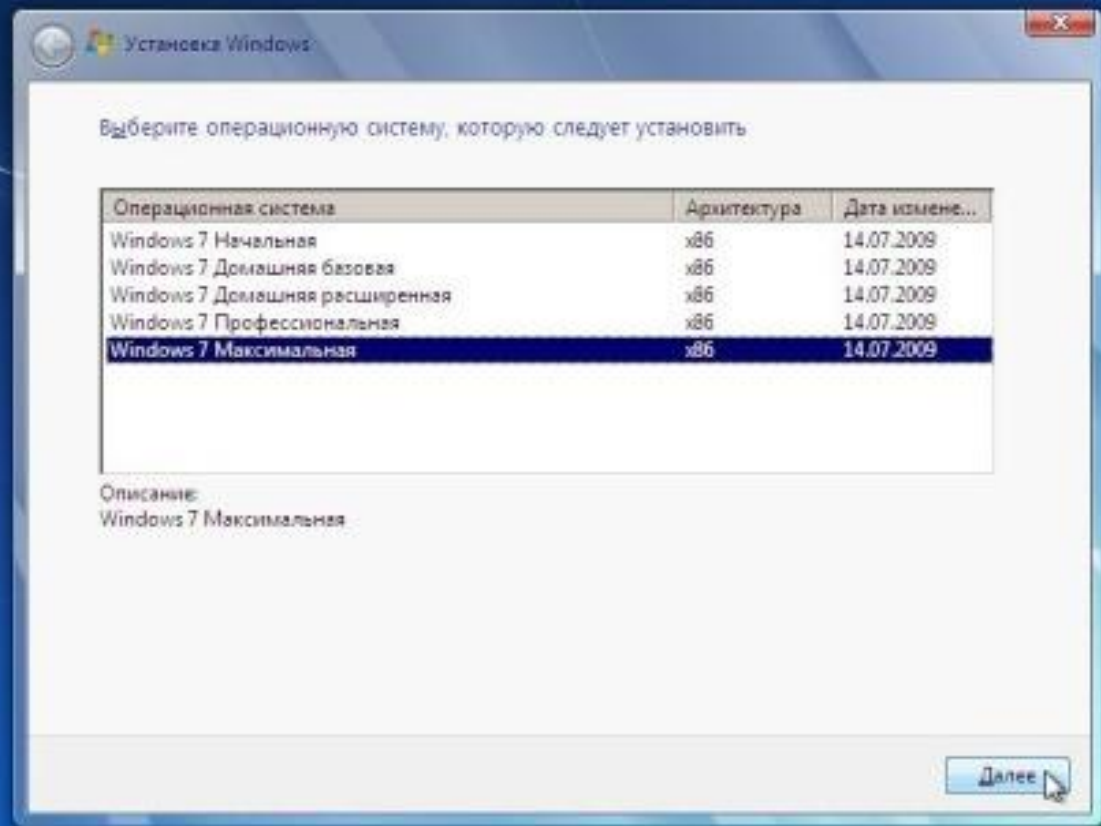 Установка Windows
Выберите операционную систему, которую следует установить
Операционная система Архитектура Дата измене...
Windows 7 Начальная x86 14.07.2009
Windows 7 Домашняя базовая x86 14.07.2009
Windows 7 Домашняя расширенная x86 14.07.2009
Windows 7 Профессиональная x86 14.07.2009
Windows 7 Максимальная x86 14.07.2009
Описание:
Windows 7 Максимальная
Далее